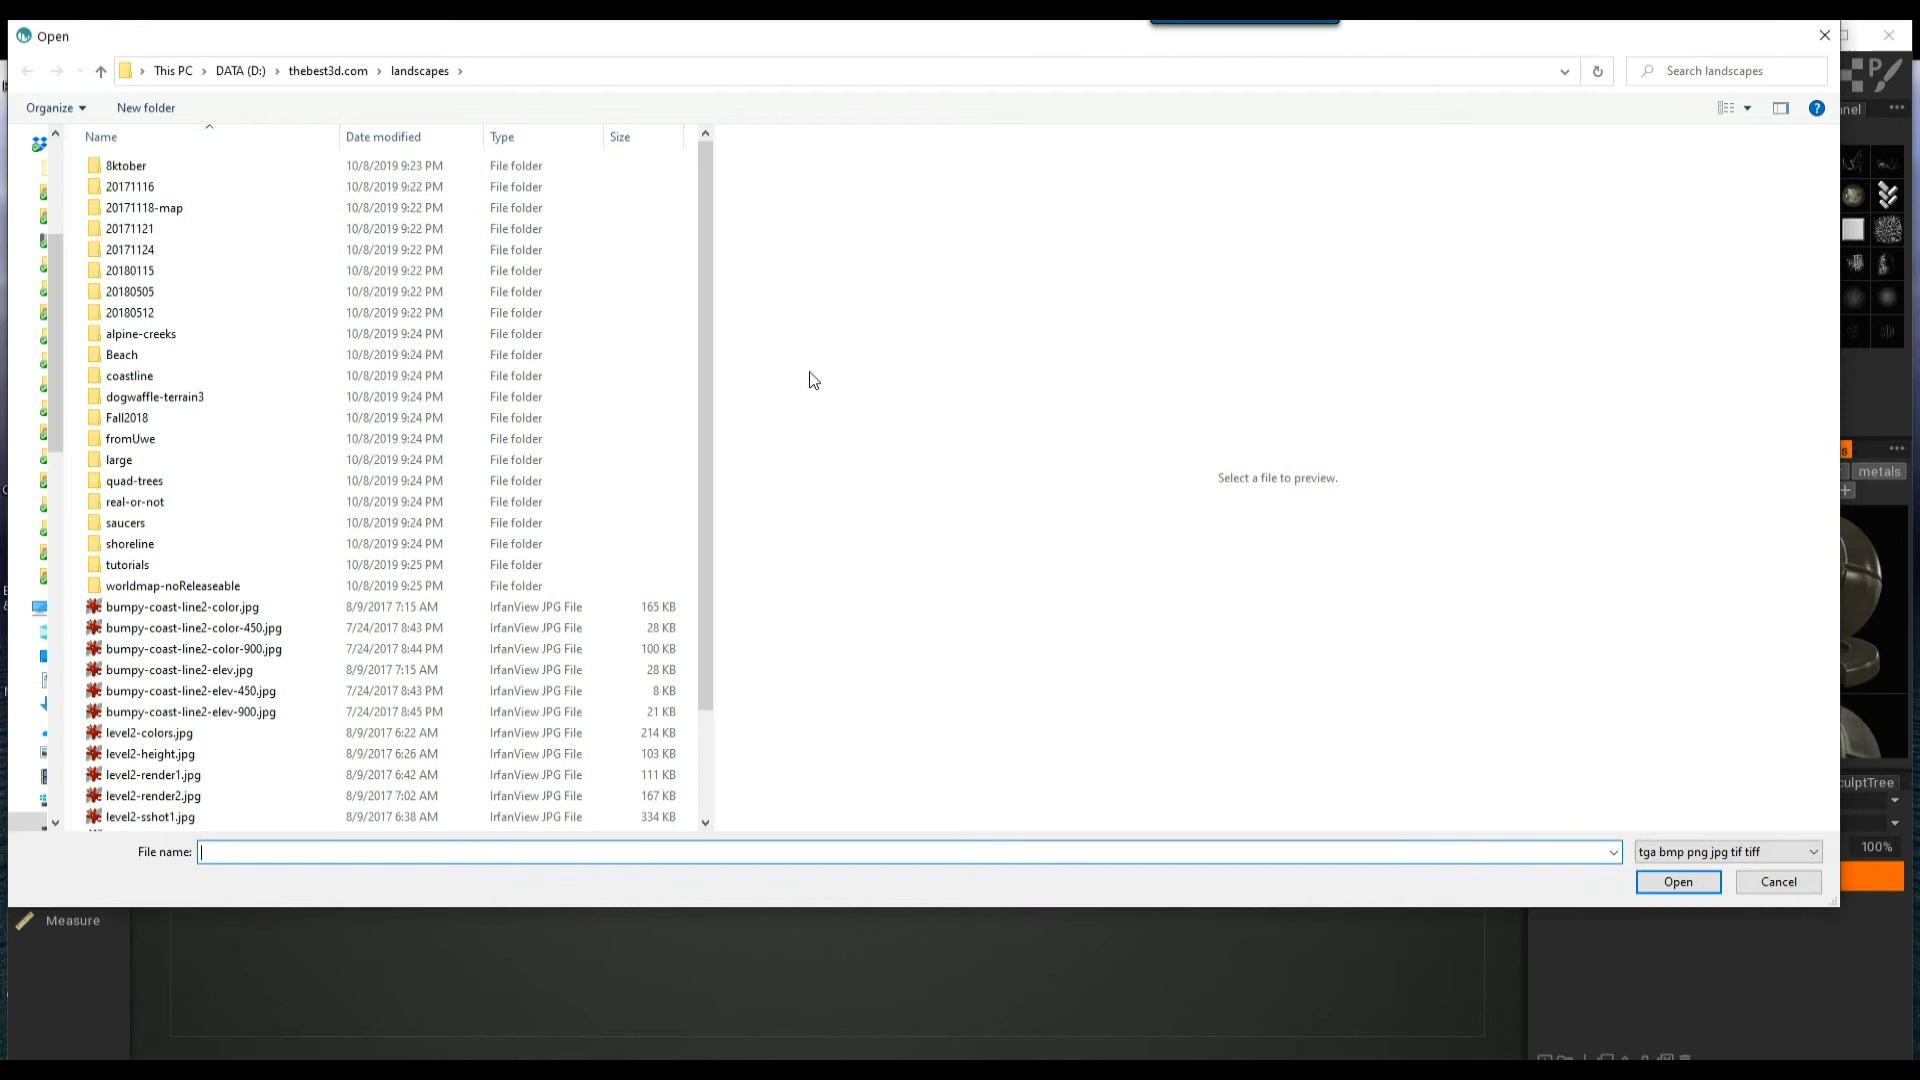 Open
This PC DATA (D:) thebest3d.com landscapes
Search landscapes
Organize New folder
Name Date modified Type Size
8ktober 10/8/2019 9:23 PM File folder
20171116 10/8/2019 9:22 PM File folder
20171118-map 10/8/2019 9:22 PM File folder
20171121 10/8/2019 9:22 PM File folder
20171124 10/8/2019 9:22 PM File folder
20180115 10/8/2019 9:22 PM File folder
20180505 10/8/2019 9:22 PM File folder
20180512 10/8/2019 9:22 PM File folder
alpine-creeks 10/8/2019 9:24 PM File folder
Beach 10/8/2019 9:24 PM File folder
coastline 10/8/2019 9:24 PM File folder
dogwaffle-terrain3 10/8/2019 9:24 PM File folder
Fall2018 10/8/2019 9:24 PM File folder
fromUwe 10/8/2019 9:24 PM File folder
large 10/8/2019 9:24 PM File folder
quad-trees 10/8/2019 9:24 PM File folder
real-or-not 10/8/2019 9:24 PM File folder
saucers 10/8/2019 9:24 PM File folder
shoreline 10/8/2019 9:24 PM File folder
tutorials 10/8/2019 9:25 PM File folder
worldmap-noReleaseable 10/8/2019 9:25 PM File folder
bumpy-coast-line2-color.jpg 8/9/2017 7:15 AM IrfanView JPG File 165 KB
bumpy-coast-line2-color-450.jpg 7/24/2017 8:43 PM IrfanView JPG File 28 KB
bumpy-coast-line2-color-900.jpg 7/24/2017 8:44 PM IrfanView JPG File 100 KB
bumpy-coast-line2-elev.jpg 8/9/2017 7:15 AM IrfanView JPG File 28 KB
bumpy-coast-line2-elev-450.jpg 7/24/2017 8:43 PM IrfanView JPG File 8 KB
bumpy-coast-line2-elev-900.jpg 7/24/2017 8:45 PM IrfanView JPG File 21 KB
level2-colors.jpg 8/9/2017 6:22 AM IrfanView JPG File 214 KB
level2-height.jpg 8/9/2017 6:26 AM IrfanView JPG File 103 KB
level2-render1.jpg 8/9/2017 6:42 AM IrfanView JPG File 111 KB
level2-render2.jpg 8/9/2017 7:02 AM IrfanView JPG File 167 KB
level2-sshot1.jpg 8/9/2017 6:38 AM IrfanView JPG File 334 KB
Select a file to preview.
File name:
tga bmp png jpg tif tiff
Open Cancel
Measure
P
nel
metals
culptTree
100%